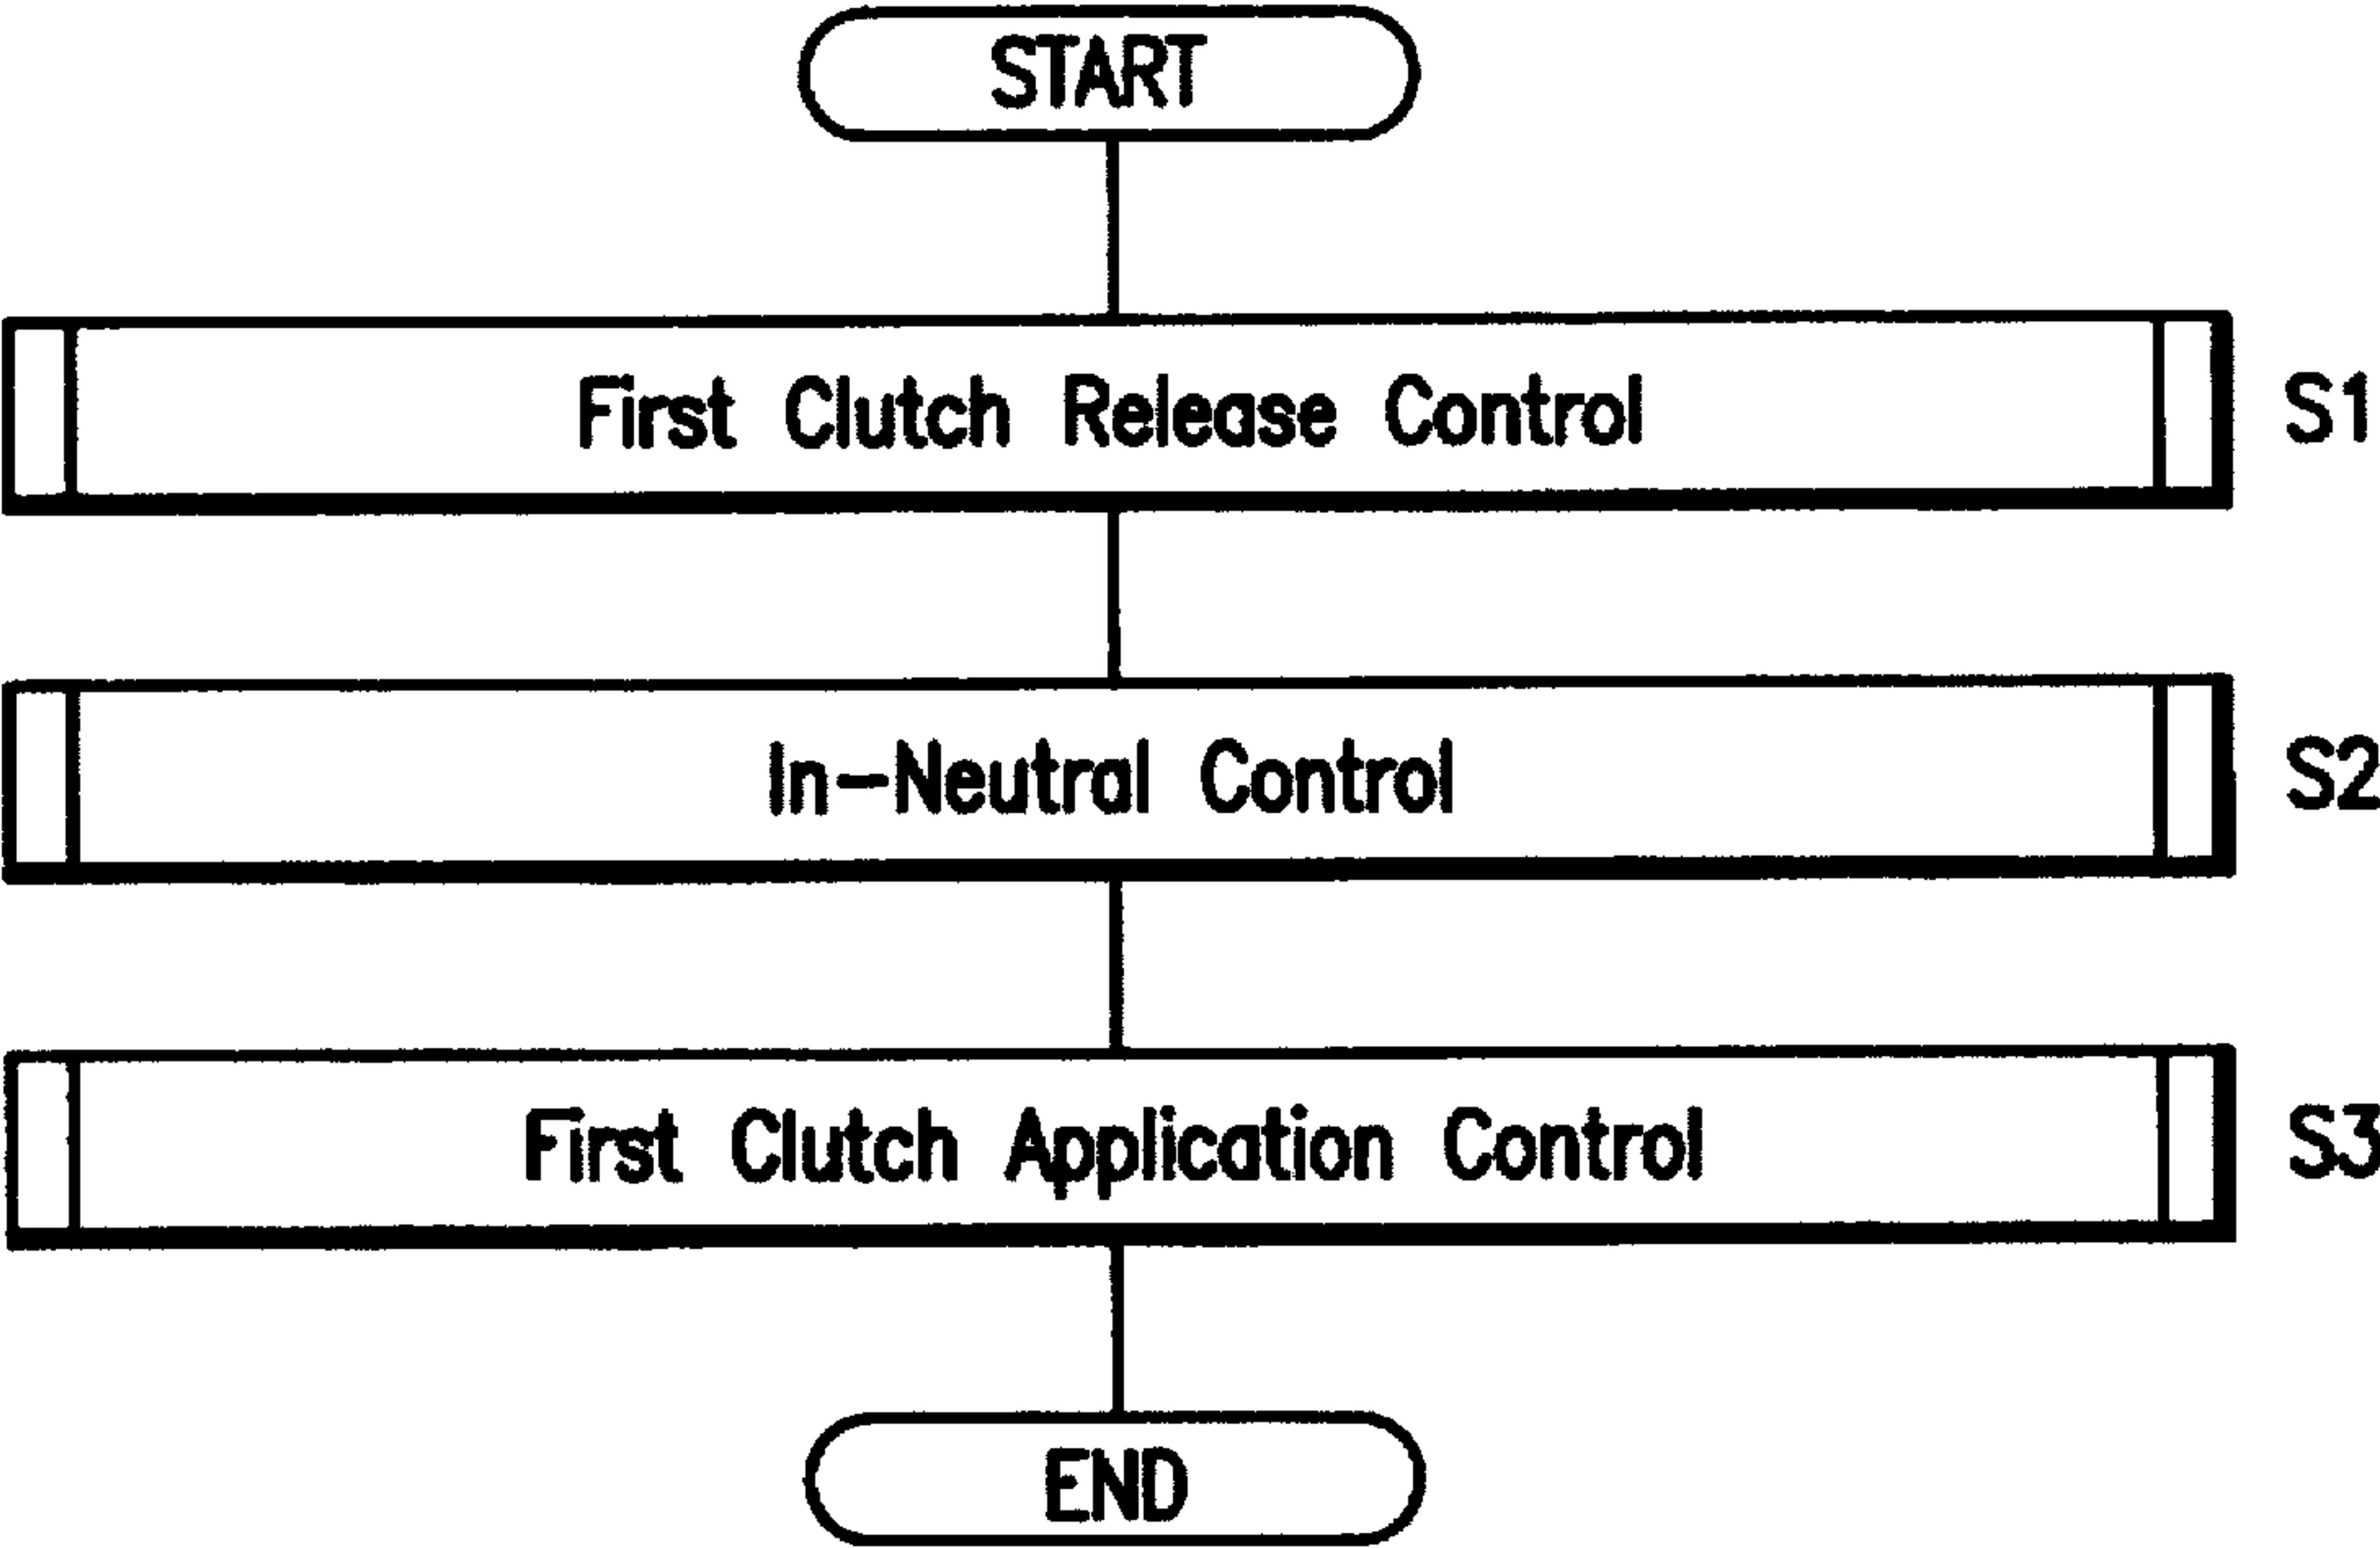 START
First Clutch Release Control S1
In-Neutral Control S2
First Clutch Application Control S3
END